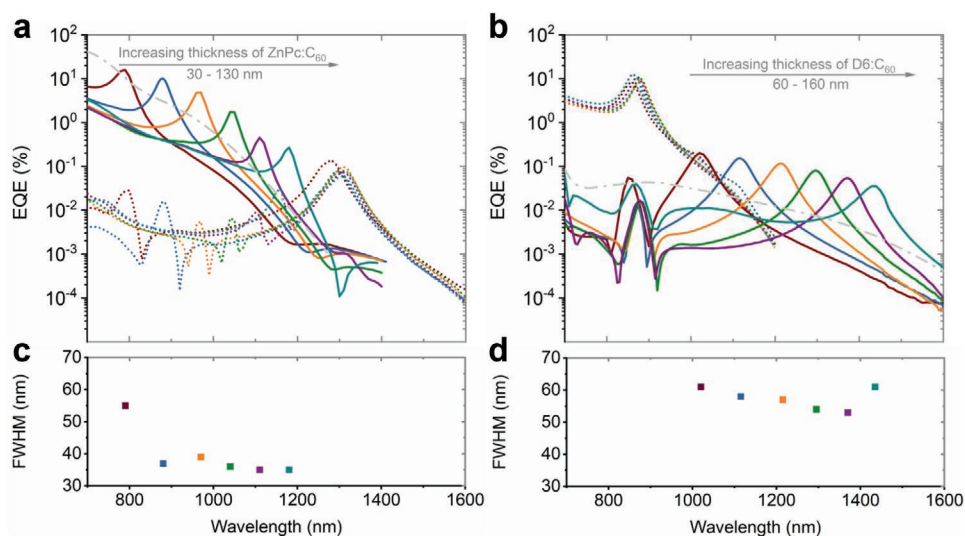 a
b
10²
10¹
10⁰
10⁻¹
10⁻²
10⁻³
10⁻⁴
EQE (%)
Increasing thickness of ZnPc:C₆₀
30 - 130 nm
10²
10¹
10⁰
10⁻¹
10⁻²
10⁻³
10⁻⁴
EQE (%)
Increasing thickness of D6:C₆₀
60 - 160 nm
c
d
70
60
50
40
30
FWHM (nm)
800 1000 1200 1400 1600
Wavelength (nm)
70
60
50
40
30
FWHM (nm)
800 1000 1200 1400 1600
Wavelength (nm)